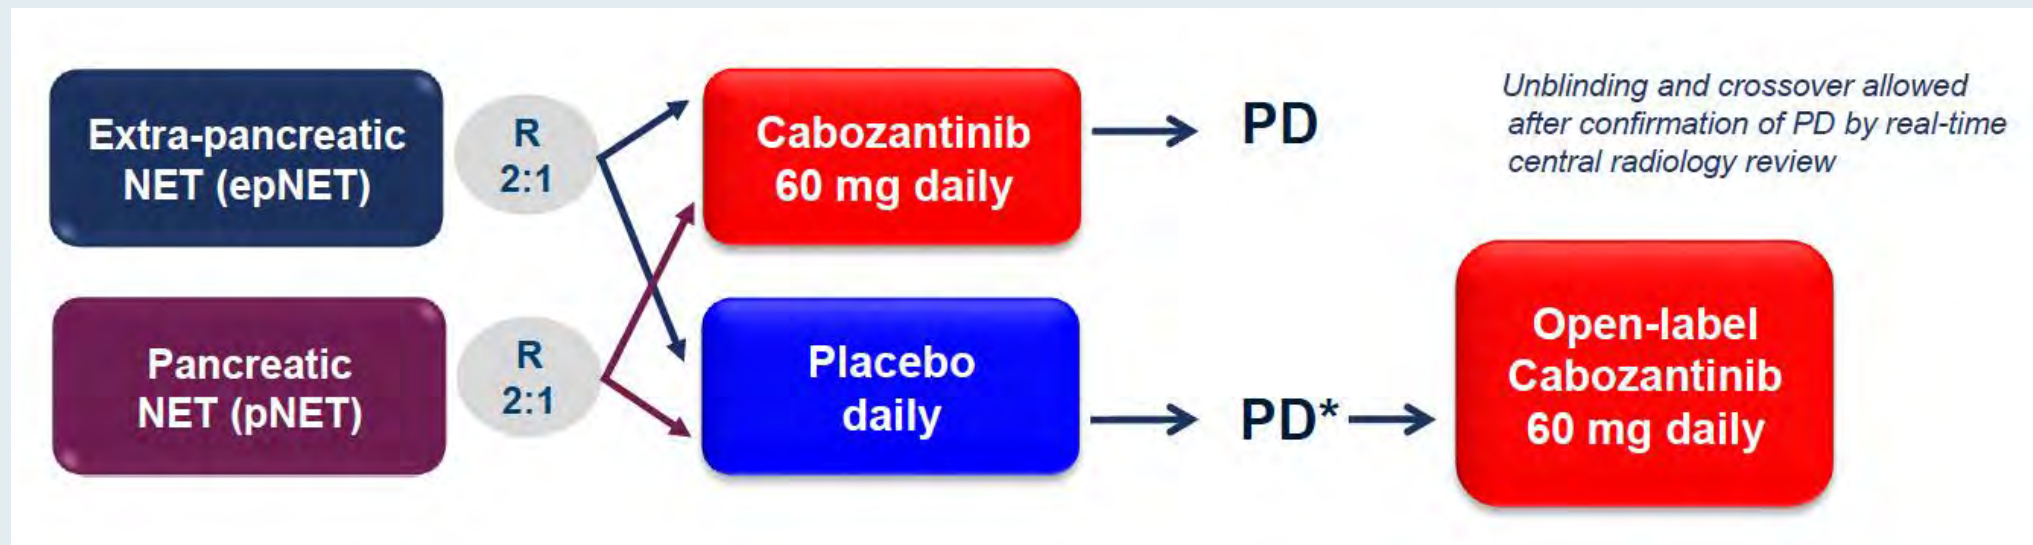 Extra-pancreatic
NET (epNET)
R
2:1
Cabozantinib
60 mg daily
PD
Unblinding and crossover allowed
after confirmation of PD by real-time
central radiology review
Pancreatic
NET (pNET)
R
2:1
Placebo
daily
PD*
Open-label
Cabozantinib
60 mg daily